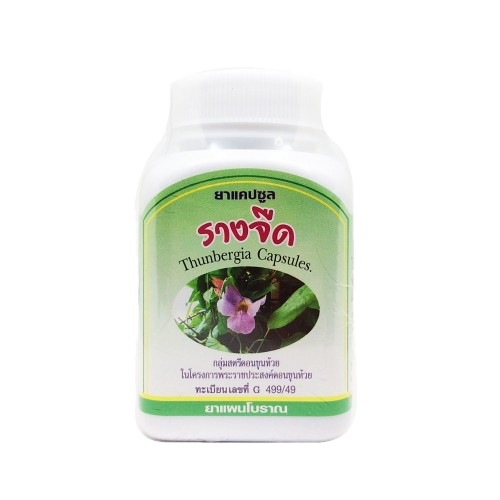 ยาแคปซูล
รางจืด
Thunbergia Capsules.
กลุ่มสตรีดอนขุนห้วย
ในโครงการพระราชประสงค์ดอนขุนห้วย
ทะเบียนเลขที่ G 499/49
ยาแผนโบราณ